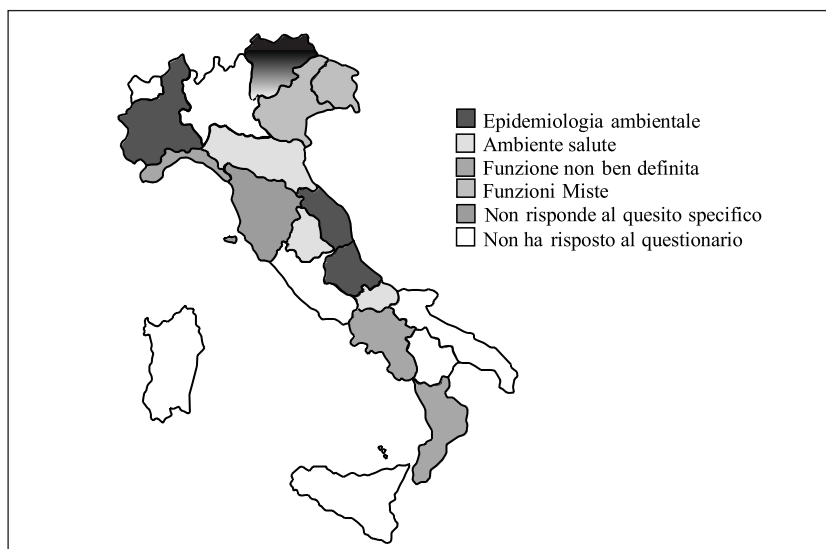 Epidemiologia ambientale
Ambiente salute
Funzione non ben definita
Funzioni Miste
Non risponde al quesito specifico
Non ha risposto al questionario